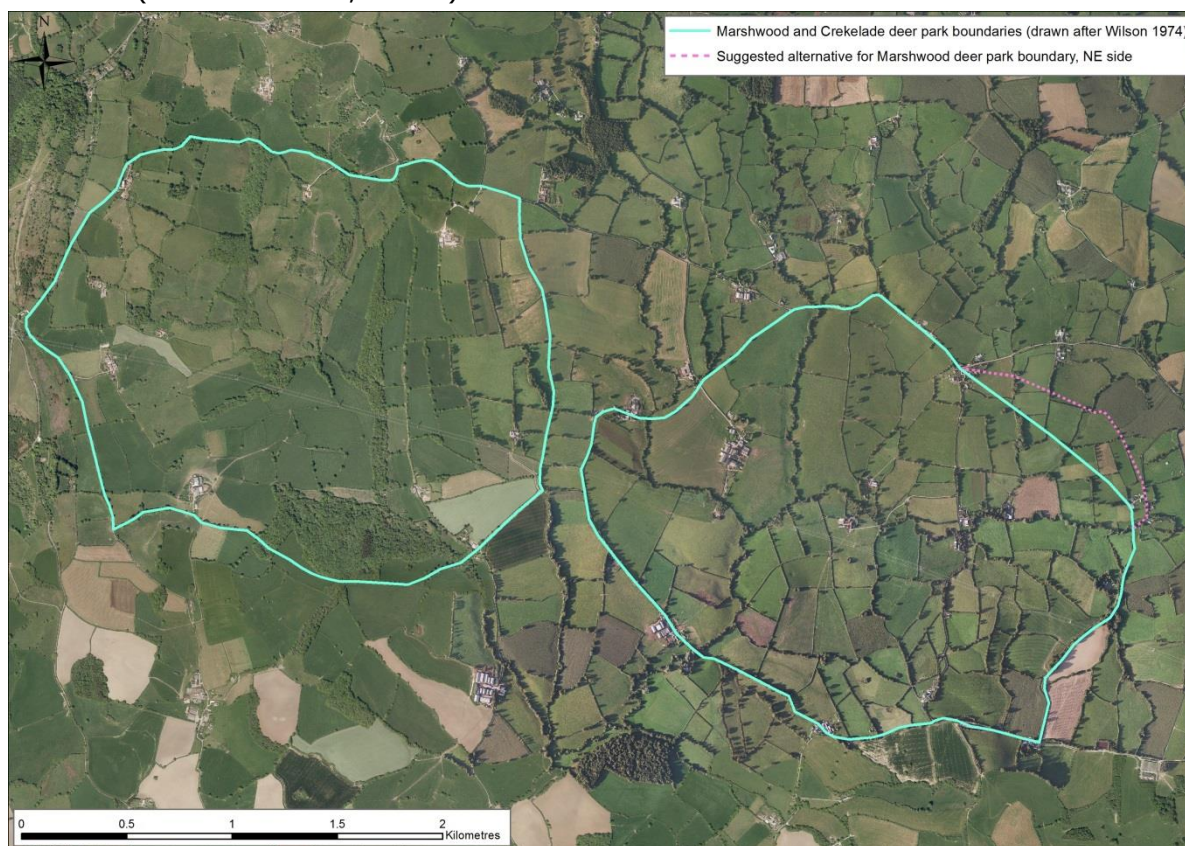 N
Marshwood and Crekelade deer park boundaries (drawn after Wilson 1974)
Suggested alternative for Marshwood deer park boundary, NE side
0 0.5 1 1.5 2
Kilometres